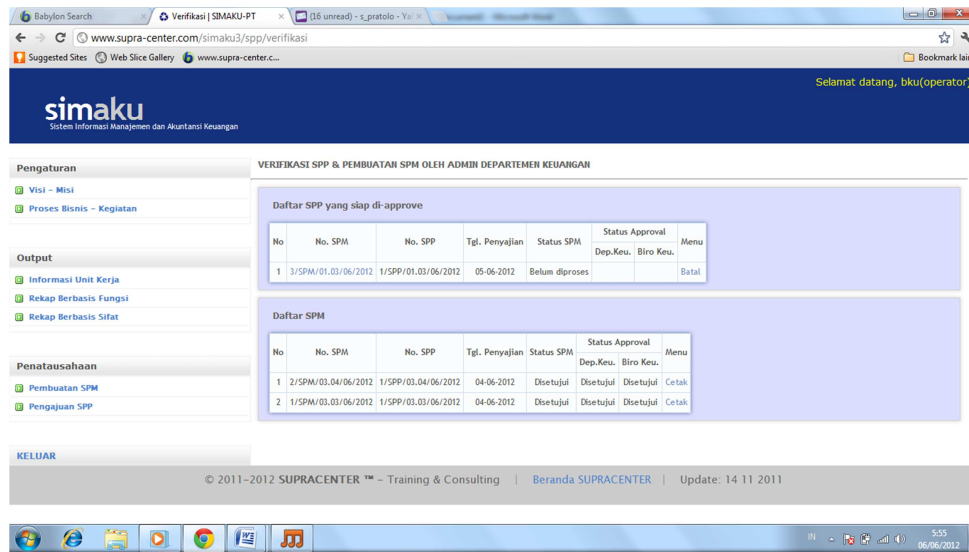 Babylon Search
Verifikasi | SIMAKU-PT
(16 unread) - s_pratolo - Ya
www.supra-center.com/simaku3/spp/verifikasi
Suggested Sites
Web Slice Gallery
www.supra-center.c...
Bookmark lai
Selamat datang, bku(operator)
simaku
Sistem Informasi Manajemen dan Akuntansi Keuangan
Pengaturan
Visi - Misi
Proses Bisnis - Kegiatan
Output
Informasi Unit Kerja
Rekap Berbasis Fungsi
Rekap Berbasis Sifat
Penatausahaan
Pembuatan SPM
Pengajuan SPP
KELUAR
VERIFIKASI SPP & PEMBUATAN SPM OLEH ADMIN DEPARTEMEN KEUANGAN
Daftar SPP yang siap di-approve
No No. SPM No. SPP Tgl. Penyajian Status SPM Status Approval Menu
Dep.Keu. Biro Keu.
1 3/SPM/01.03/06/2012 1/SPP/01.03/06/2012 05-06-2012 Belum diproses Batal
Daftar SPM
No No. SPM No. SPP Tgl. Penyajian Status SPM Status Approval Menu
Dep.Keu. Biro Keu.
1 2/SPM/03.04/06/2012 1/SPP/03.04/06/2012 04-06-2012 Disetujui Disetujui Disetujui Cetak
2 1/SPM/03.03/06/2012 1/SPP/03.03/06/2012 04-06-2012 Disetujui Disetujui Disetujui Cetak
© 2011-2012 SUPRACENTER ™ - Training & Consulting | Beranda SUPRACENTER | Update: 14 11 2011
IN
5:55
06/06/2012